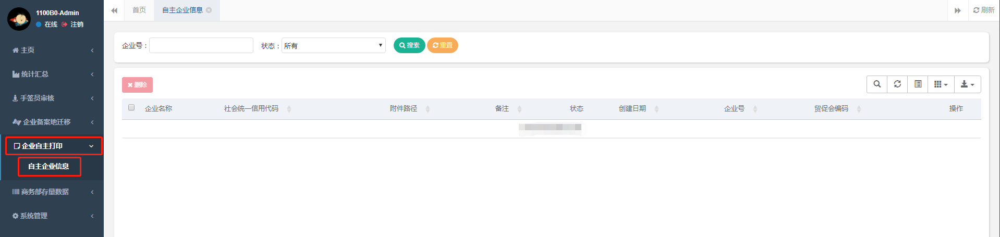 1100B0-Admin
在线 注销
主页
统计汇总
手签员审核
企业备案地迁移
企业自主打印
自主企业信息
商务部存量数据
系统管理
首页 自主企业信息 刷新
企业号： 状态： 所有 搜索 重置
删除
企业名称 社会统一信用代码 附件路径 备注 状态 创建日期 企业号 贸促会编码 操作